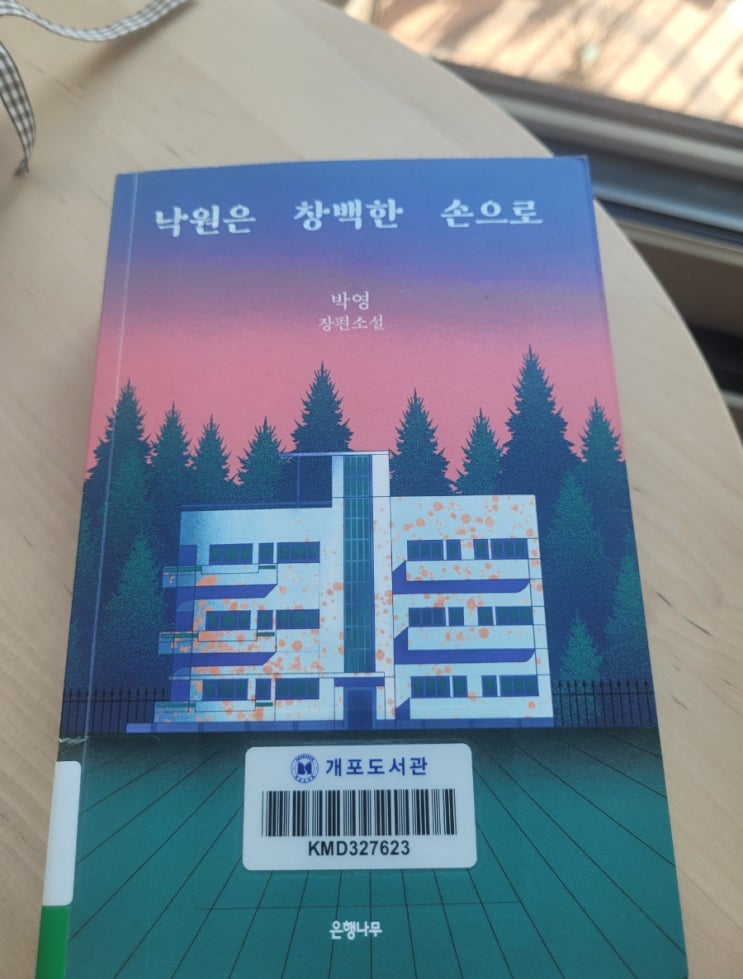 낙원은 창백한 손으로
박영
장편소설
개포도서관
KMD327623
은행나무